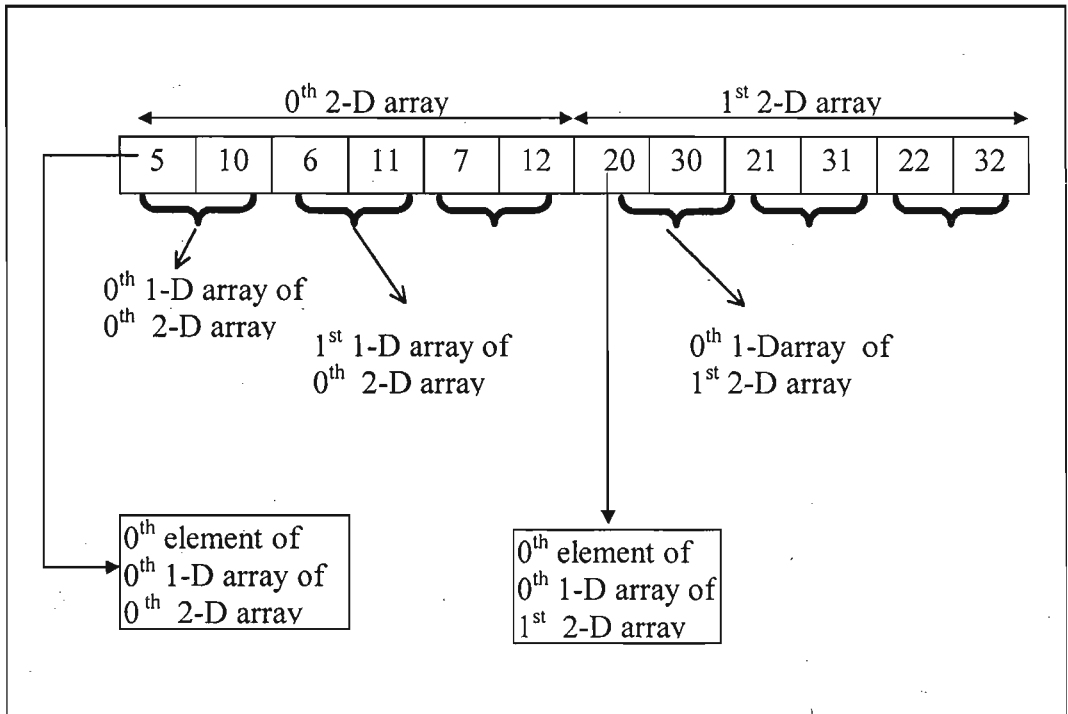 0th 2-D array
1st 2-D array
5 10 6 11 7 12 20 30 21 31 22 32
0th 1-D array of
0th 2-D array
1st 1-D array of
0th 2-D array
0th 1-Darray of
1st 2-D array
0th element of
0th 1-D array of
0th 2-D array
0th element of
0th 1-D array of
1st 2-D array